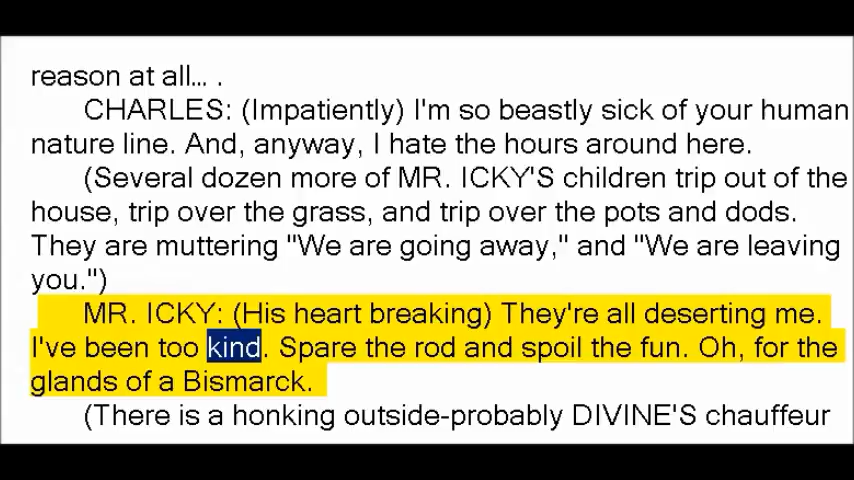 reason at all... .
CHARLES: (Impatiently) I'm so beastly sick of your human
nature line. And, anyway, I hate the hours around here.
(Several dozen more of MR. ICKY'S children trip out of the
house, trip over the grass, and trip over the pots and dods.
They are muttering "We are going away," and "We are leaving
you.")
MR. ICKY: (His heart breaking) They're all deserting me.
I've been too kind. Spare the rod and spoil the fun. Oh, for the
glands of a Bismarck.
(There is a honking outside-probably DIVINE'S chauffeur